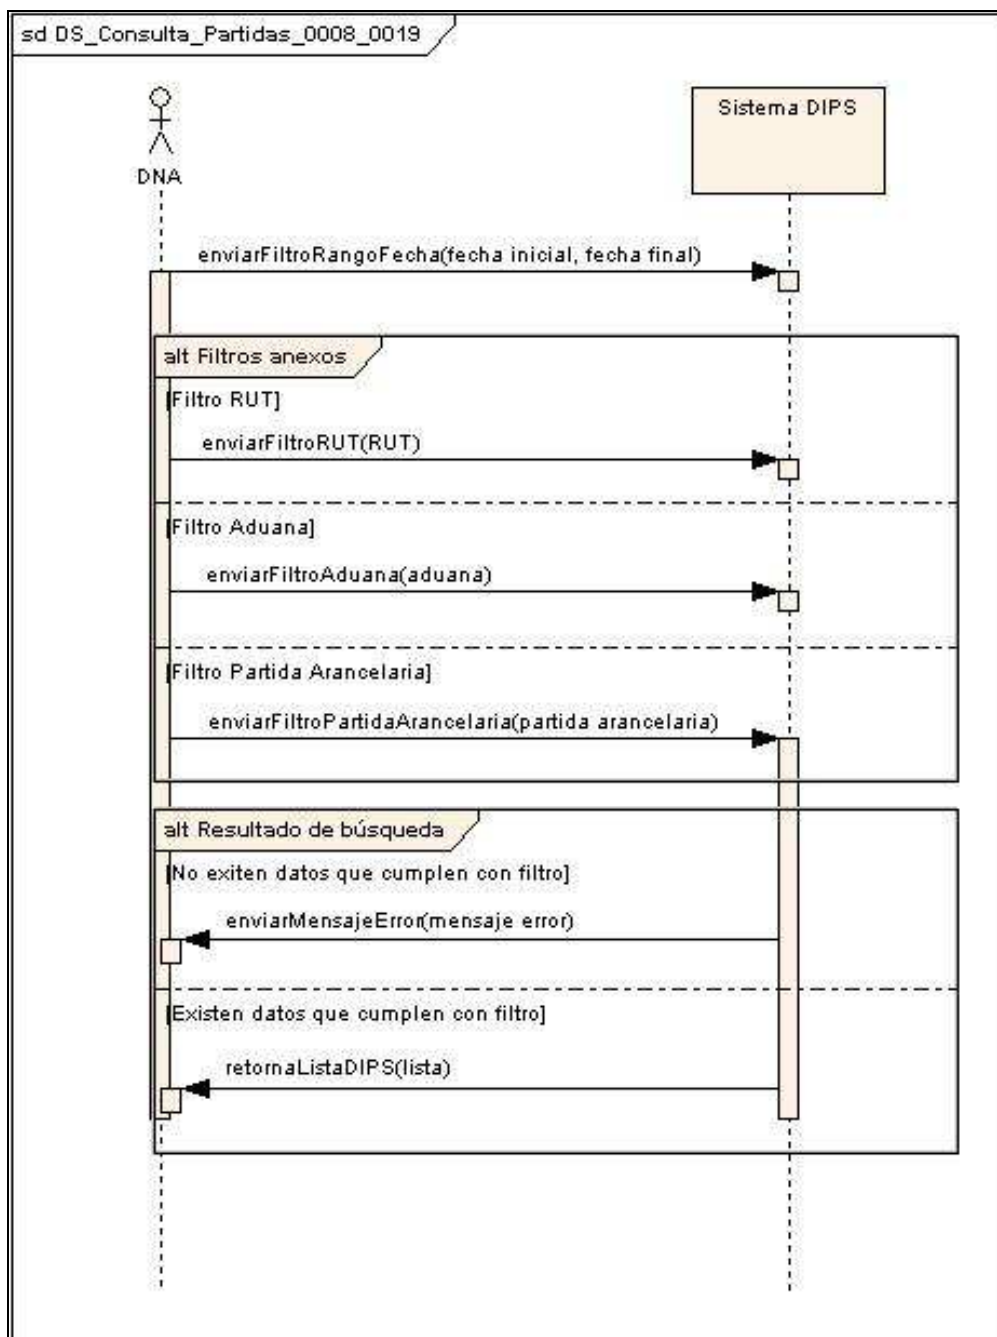 sd DS_Consulta_Partidas_0008_0019
Sistema DIPS
DNA
enviarFiltroRangoFecha(fecha inicial, fecha final)
alt Filtros anexos
[Filtro RUT]
enviarFiltroRUT(RUT)
[Filtro Aduana]
enviarFiltroAduana(aduana)
[Filtro Partida Arancelaria]
enviarFiltroPartidaArancelaria(partida arancelaria)
alt Resultado de búsqueda
[No exiten datos que cumplen con filtro]
enviarMensajeError(mensaje error)
[Existen datos que cumplen con filtro]
retornaListaDIPS(lista)